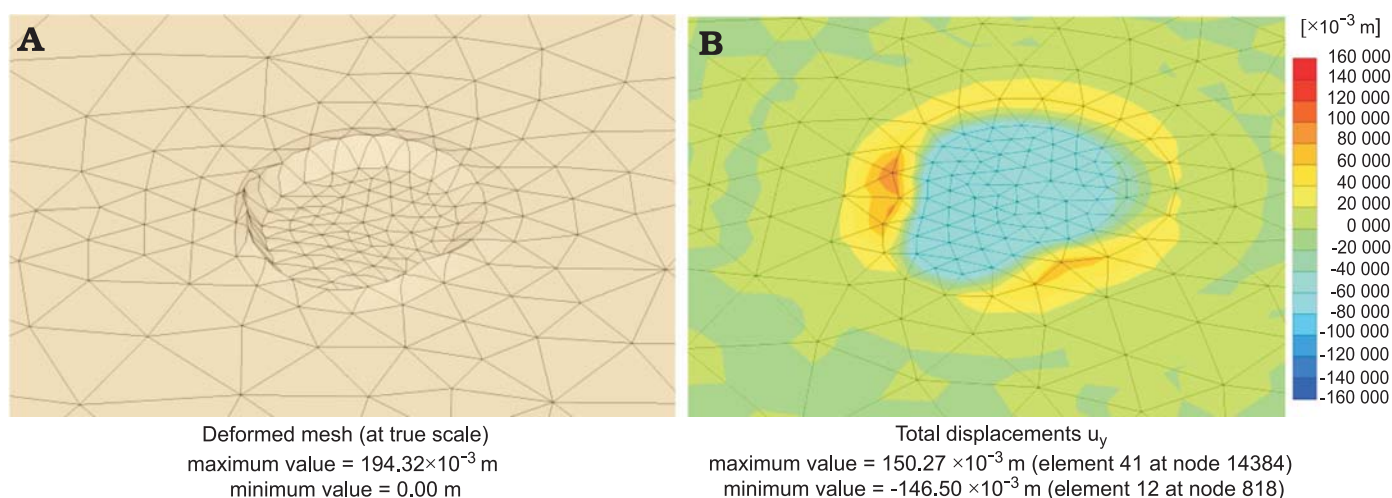 A
B
[×10⁻³ m]
160 000
140 000
120 000
100 000
80 000
60 000
40 000
20 000
0 000
-20 000
-40 000
-60 000
-80 000
-100 000
-120 000
-140 000
-160 000
Deformed mesh (at true scale)
maximum value = 194.32×10⁻³ m
minimum value = 0.00 m
Total displacements uᵧ
maximum value = 150.27 ×10⁻³ m (element 41 at node 14384)
minimum value = -146.50 ×10⁻³ m (element 12 at node 818)